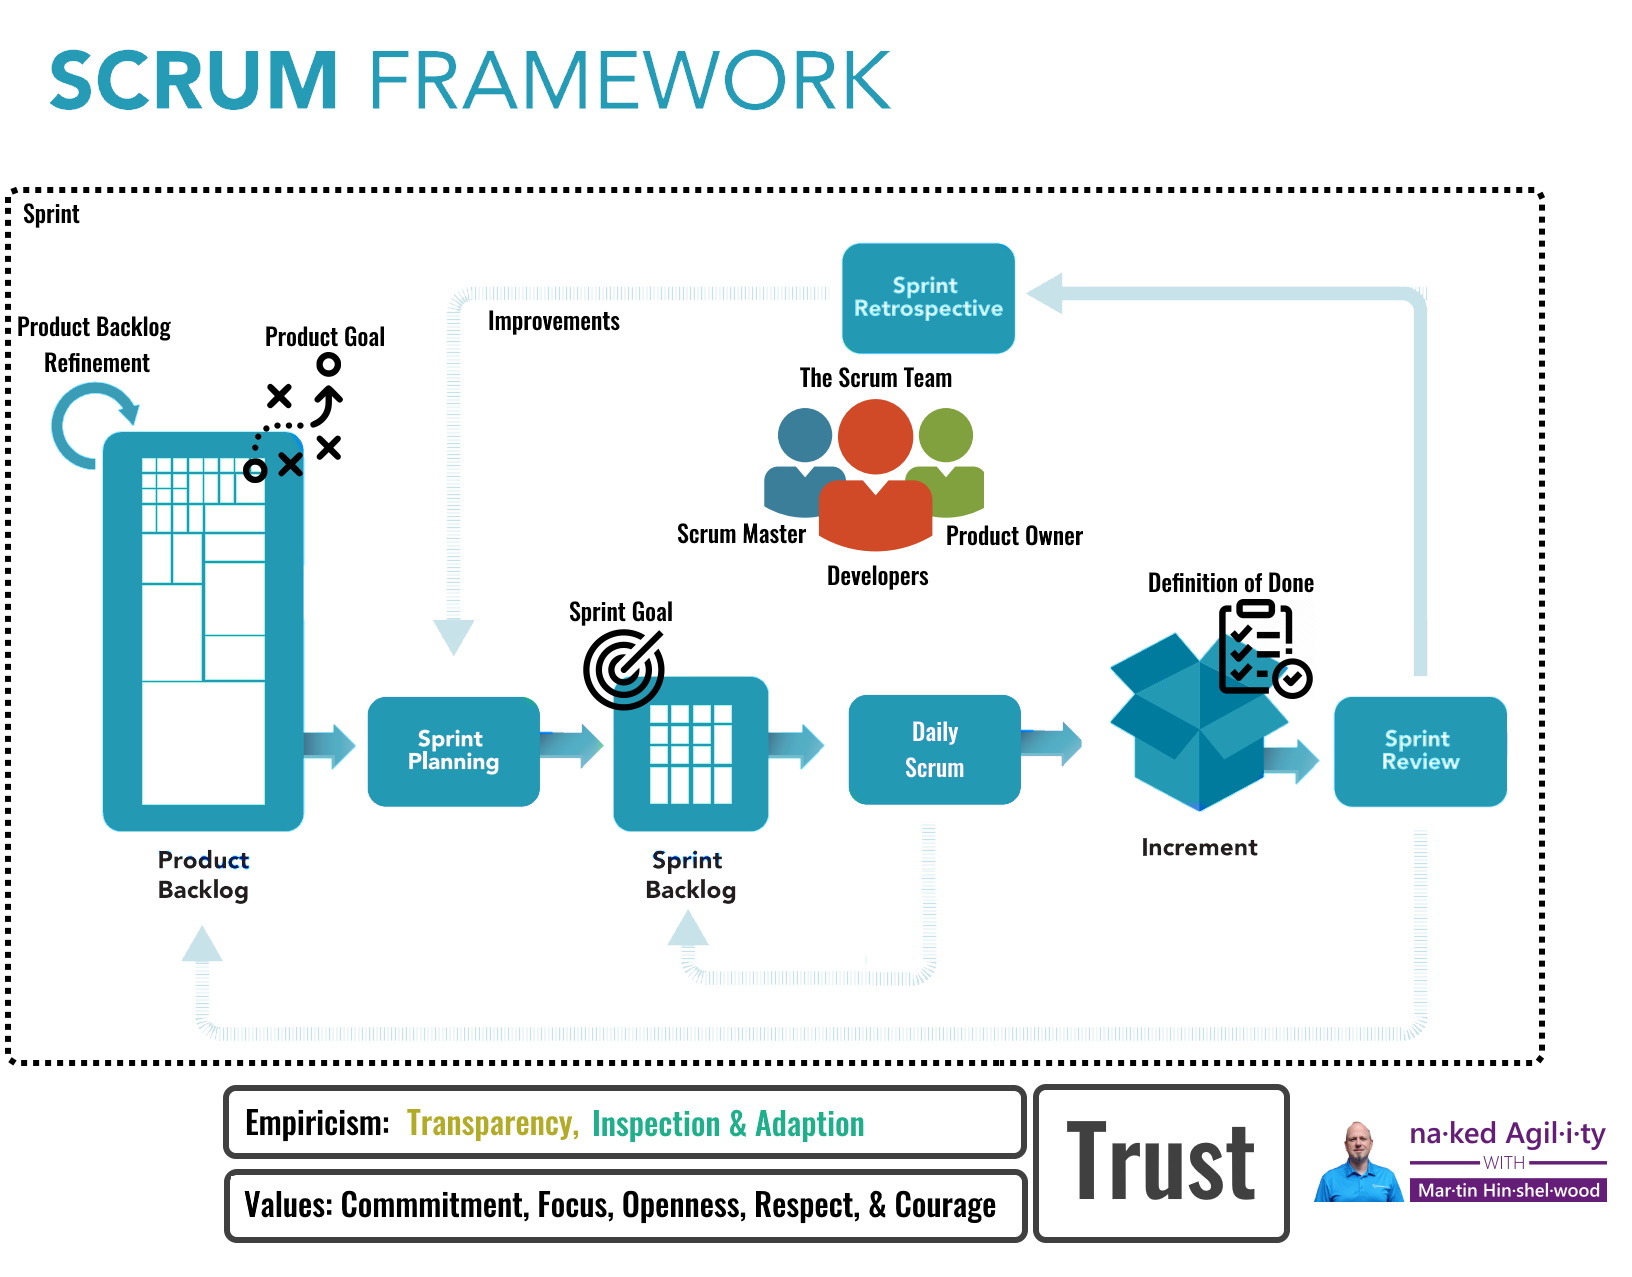 SCRUM FRAMEWORK
Sprint
Sprint
Retrospective
Improvements
Product Backlog
Refinement
Product Goal
The Scrum Team
Scrum Master
Product Owner
Developers
Definition of Done
Sprint Goal
Sprint
Planning
Daily
Scrum
Sprint
Review
Product
Backlog
Sprint
Backlog
Increment
Empiricism: Transparency, Inspection & Adaption
Values: Commmitment, Focus, Openness, Respect, & Courage
Trust
na·ked Agil·i·ty
WITH
Mar·tin Hin·shel·wood